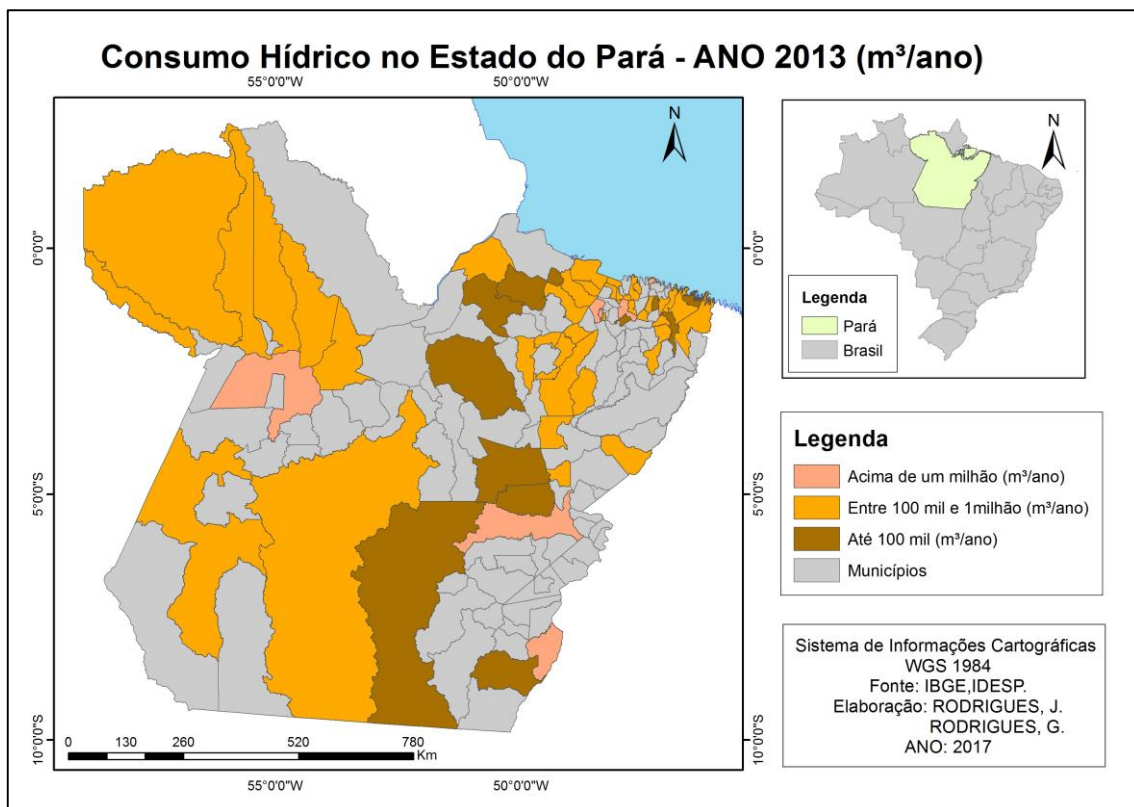 Consumo Hídrico no Estado do Pará - ANO 2013 (m³/ano)
55°0'0"W 50°0'0"W
N
0°0'0"
5°0'0"S
10°0'0"S
0°0'0"
5°0'0"S
10°0'0"S
0 130 260 520 780
Km
55°0'0"W 50°0'0"W
N
Legenda
Pará
Brasil
Legenda
Acima de um milhão (m³/ano)
Entre 100 mil e 1milhão (m³/ano)
Até 100 mil (m³/ano)
Municípios
Sistema de Informações Cartográficas
WGS 1984
Fonte: IBGE,IDESP.
Elaboração: RODRIGUES, J.
RODRIGUES, G.
ANO: 2017